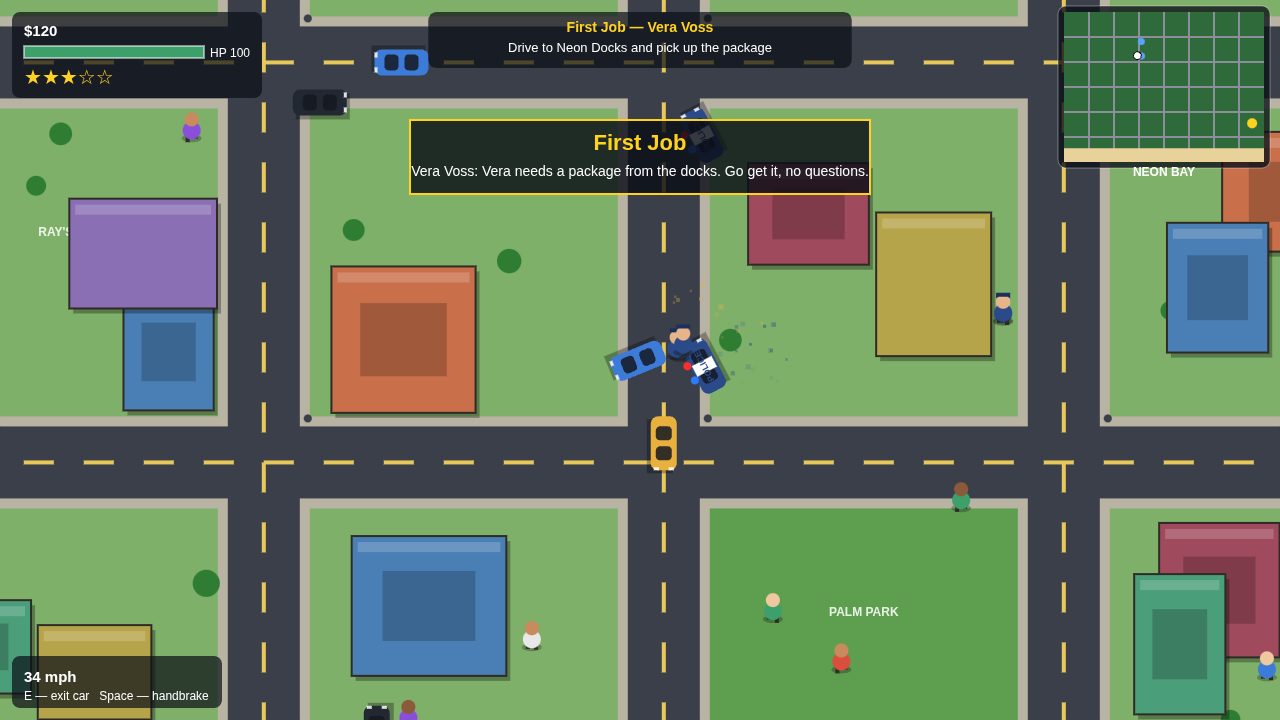 $120
HP 100
★★★☆☆
First Job — Vera Voss
Drive to Neon Docks and pick up the package
First Job
Vera Voss: Vera needs a package from the docks. Go get it, no questions.
NEON BAY
RAY'S
PALM PARK
34 mph
E — exit car Space — handbrake